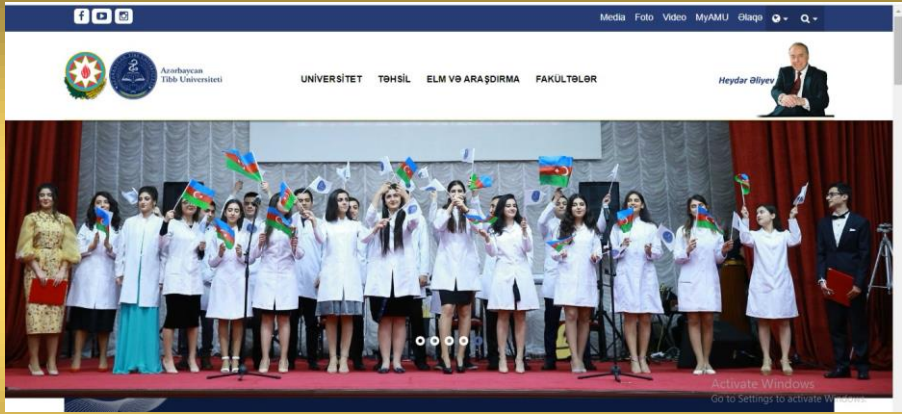 Media Foto Video MyAMU Əlaqə
Azərbaycan
Tibb Universiteti
UNİVERSİTET TƏHSİL ELM VƏ ARAŞDIRMA FAKÜLTƏLƏR
Heydər Əliyev
Activate Windows
Go to Settings to activate Windows.